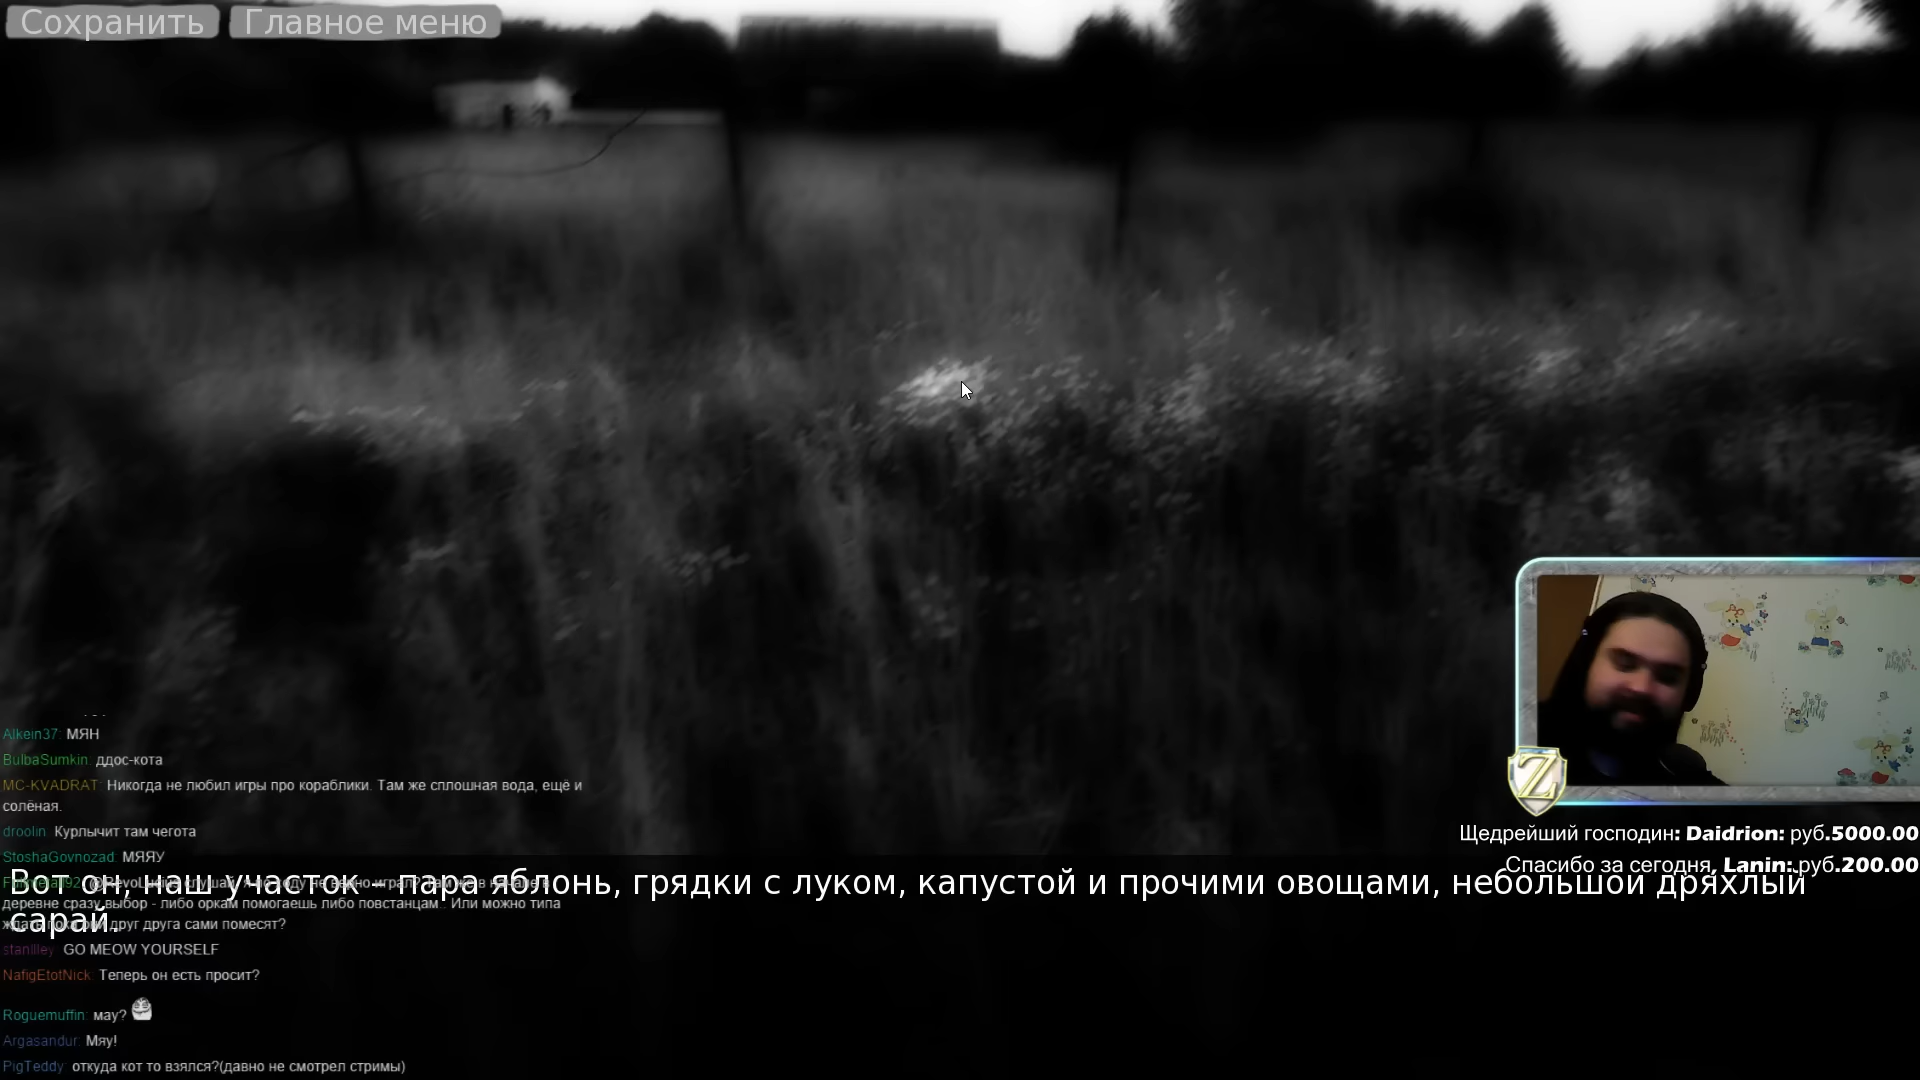 Сохранить
Главное меню
Alkein37: МЯН
BulbaSumkin: ддос-кота
MC-KVADRAT: Никогда не любил игры про кораблики. Там же сплошная вода, ещё и
солёная.
droolin: Курлычит там чегота
StoshaGovnozad: МЯЯУ
деревне сразу выбор - либо оркам помогаешь либо повстанцам.. Или можно типа
друг друга сами помесят?
stanlley: GO MEOW YOURSELF
NafigEtotNick: Теперь он есть просит?
Roguemuffin: мау?
Argasandur: Мяу!
PigTeddy: откуда кот то взялся?(давно не смотрел стримы)
Вот он, наш участок – пара яблонь, грядки с луком, капустой и прочими овощами, небольшой дряхлый
сарай.
Z
Щедрейший господин: Daidrion: руб.5000.00
Спасибо за сегодня, Lanin: руб.200.00